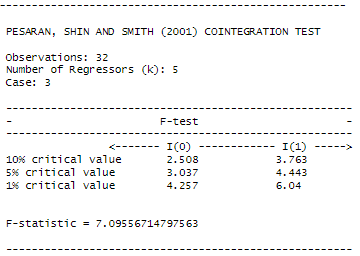 ------------------------------------------------------
PESARAN, SHIN AND SMITH (2001) COINTEGRATION TEST
Observations: 32
Number of Regressors (k): 5
Case: 3
------------------------------------------------------
- F-test -
------------------------------------------------------
<------- I(0) ------------ I(1) ----->
10% critical value 2.508 3.763
5% critical value 3.037 4.443
1% critical value 4.257 6.04
F-statistic = 7.09556714797563
------------------------------------------------------